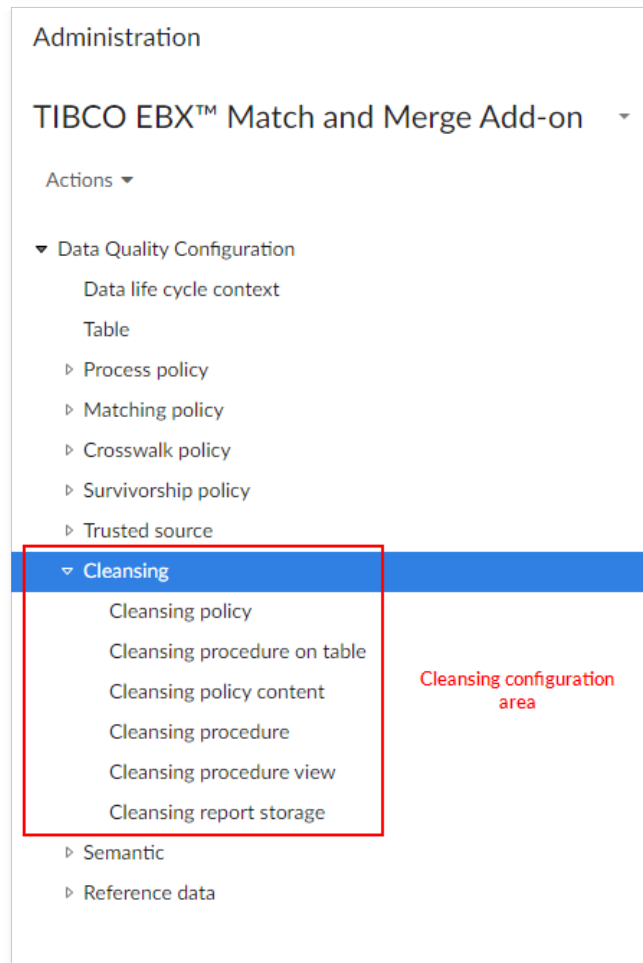 Administration
TIBCO EBX™ Match and Merge Add-on
Actions
Data Quality Configuration
Data life cycle context
Table
Process policy
Matching policy
Crosswalk policy
Survivorship policy
Trusted source
Cleansing
Cleansing policy
Cleansing procedure on table
Cleansing policy content
Cleansing procedure
Cleansing procedure view
Cleansing report storage
Cleansing configuration
area
Semantic
Reference data